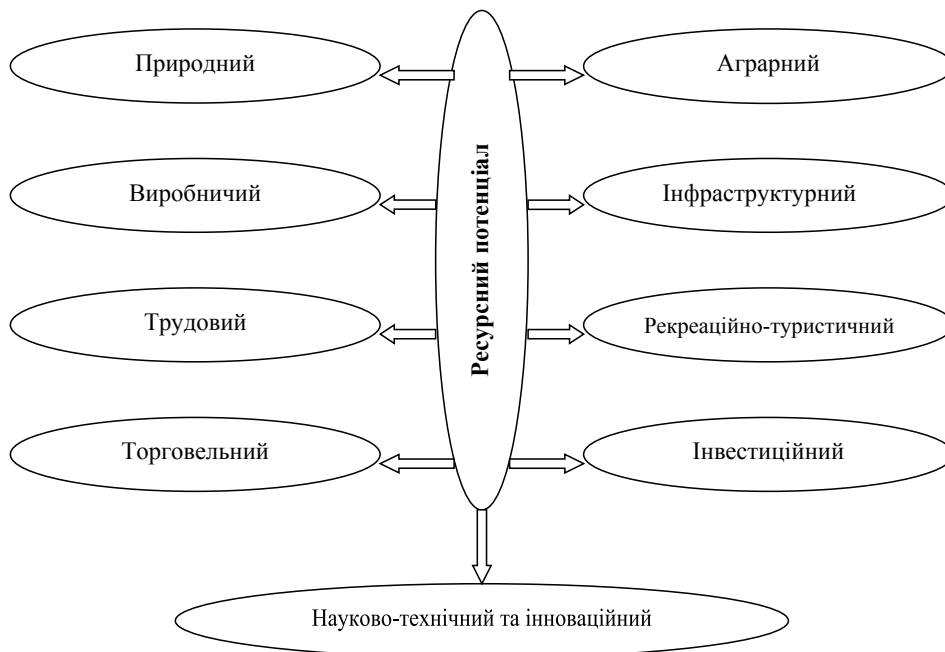 Природний
Аграрний
Виробничий
Інфраструктурний
Ресурсний потенціал
Трудовий
Рекреаційно-туристичний
Торговельний
Інвестиційний
Науково-технічний та інноваційний